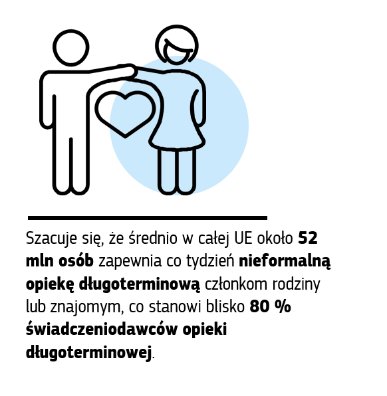 Szacuje się, że średnio w całej UE około 52
mln osób zapewnia co tydzień nieformalną
opiekę długoterminową członkom rodziny
lub znajomym, co stanowi blisko 80 %
świadczeniodawców opieki
długoterminowej.